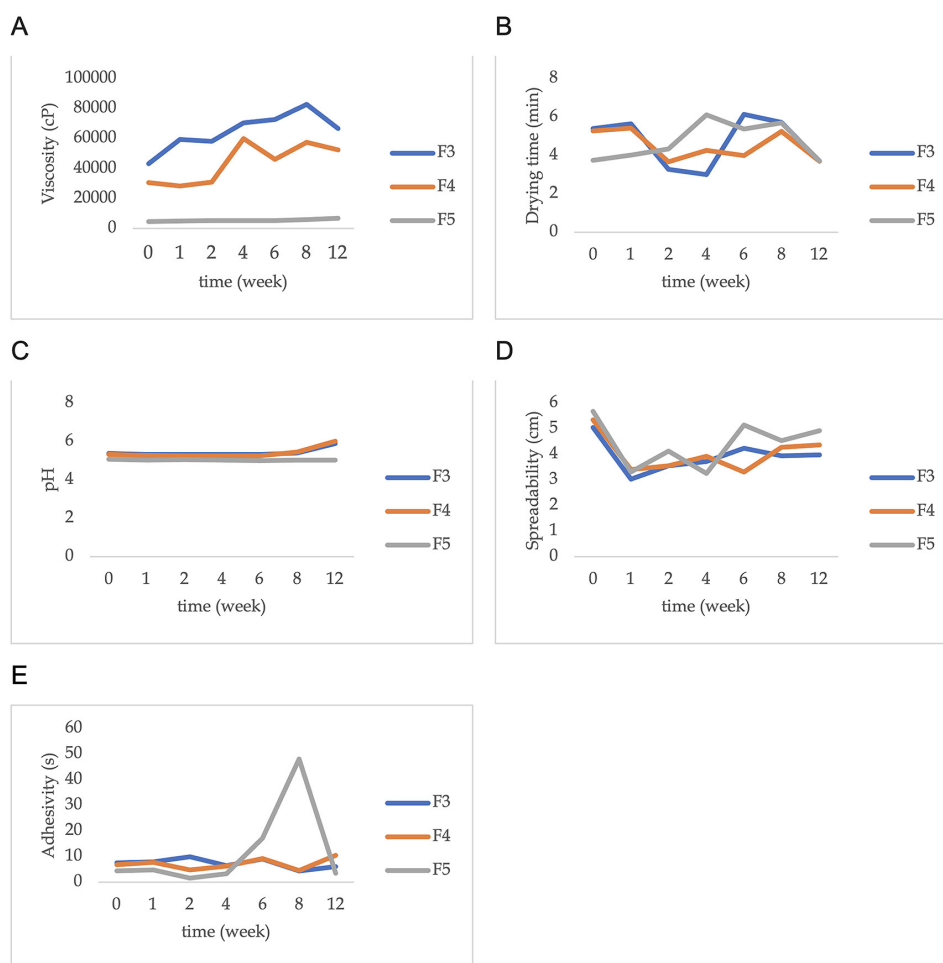 A
100000
80000
60000
40000
20000
0
Viscosity (cP)
0 1 2 4 6 8 12
time (week)
F3
F4
F5
B
8
6
4
2
0
Drying time (min)
0 1 2 4 6 8 12
time (week)
F3
F4
F5
C
8
6
4
2
0
pH
0 1 2 4 6 8 12
time (week)
F3
F4
F5
D
6
5
4
3
2
1
0
Spreadability (cm)
0 1 2 4 6 8 12
time (week)
F3
F4
F5
E
60
50
40
30
20
10
0
Adhesivity (s)
0 1 2 4 6 8 12
time (week)
F3
F4
F5